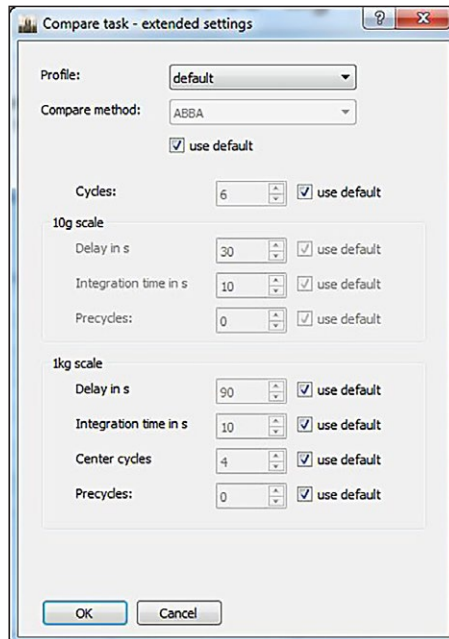 Compare task - extended settings
Profile: default
Compare method: ABBA
use default
Cycles: 6 use default
10g scale
Delay in s 30 use default
Integration time in s 10 use default
Precycles: 0 use default
1kg scale
Delay in s 90 use default
Integration time in s 10 use default
Center cycles 4 use default
Precycles: 0 use default
OK Cancel